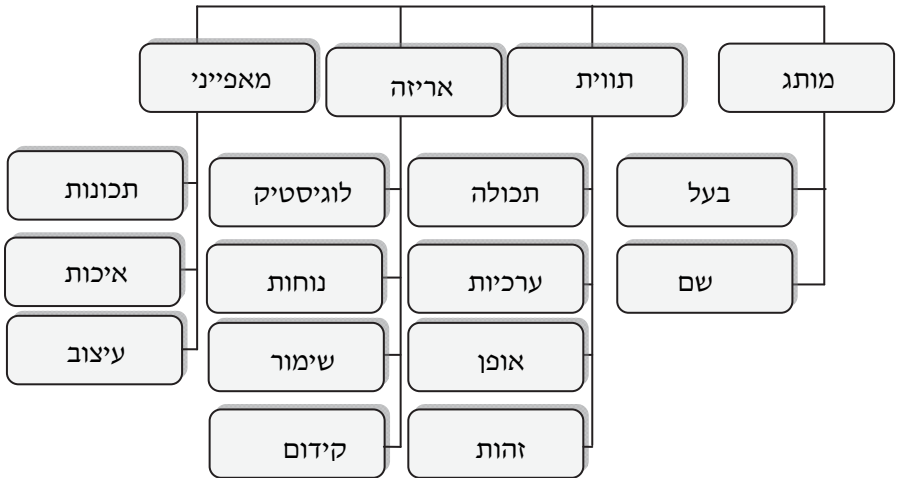 מותג
תווית
אריזה
מאפייני
בעל
שם
תכולה
ערכיות
אופן
זהות
לוגיסטיק
נוחות
שימור
קידום
תכונות
איכות
עיצוב